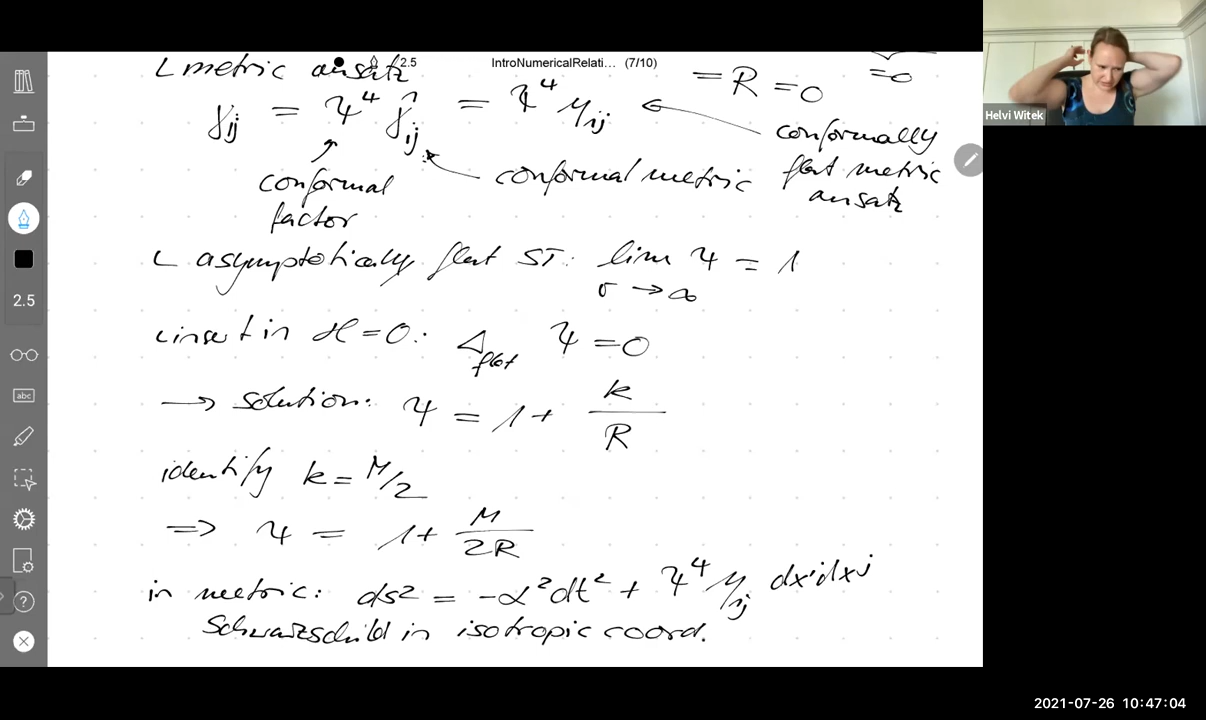 2.5 IntroNumericalRelati... (7/10)
∟ metric ansatz
= R = 0
= 0
γij = Ψ⁴ γ̂ij = Ψ⁴ ηij
conformally flat metric ansatz
conformal factor
conformal metric
∟ asymptotically flat ST: lim Ψ = 1
r → ∞
∟ insert in H = 0: Δflat Ψ = 0
→ solution: Ψ = 1 + k/R
identify k = M/2
⇒ Ψ = 1 + M/2R
in metric: ds² = -α²dt² + Ψ⁴ ηij dxⁱdxʲ
Schwarzschild in isotropic coord.
abc
2.5
Helvi Witek
2021-07-26 10:47:04